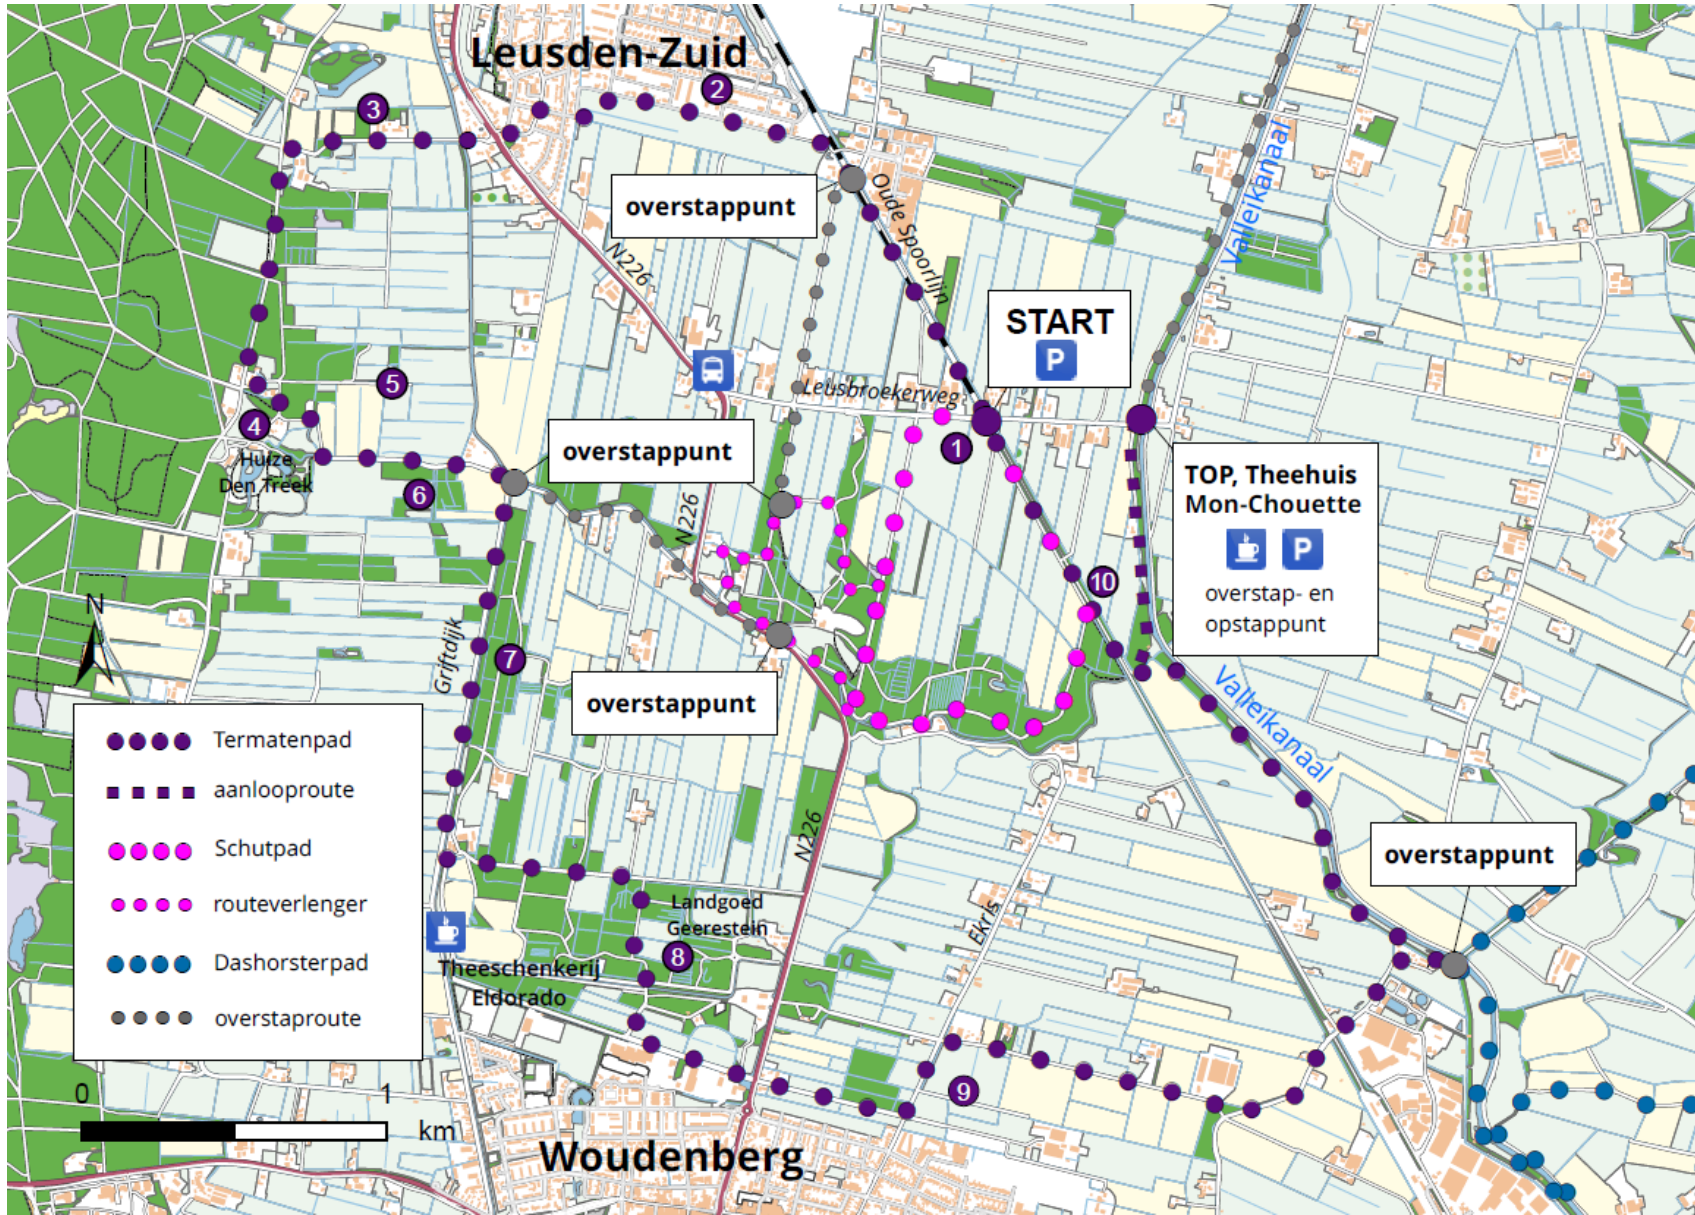 Leusden-Zuid
2
3
overstappunt
Oude Spoorlijn
Valleikanaal
N226
START
P
Leusbroekerweg
5
4
1
overstappunt
Huize
Den Treek
6
TOP, Theehuis
Mon-Chouette
P
overstap- en
opstappunt
N226
10
N
Griftdijk
7
overstappunt
Valleikanaal
Termatenpad
aanlooproute
Schutpad
routeverlenger
Dashorsterpad
overstaproute
N226
overstappunt
Landgoed
Geerestein
Ekris
8
Theeschenkerij
Eldorado
9
0 1
km
Woudenberg